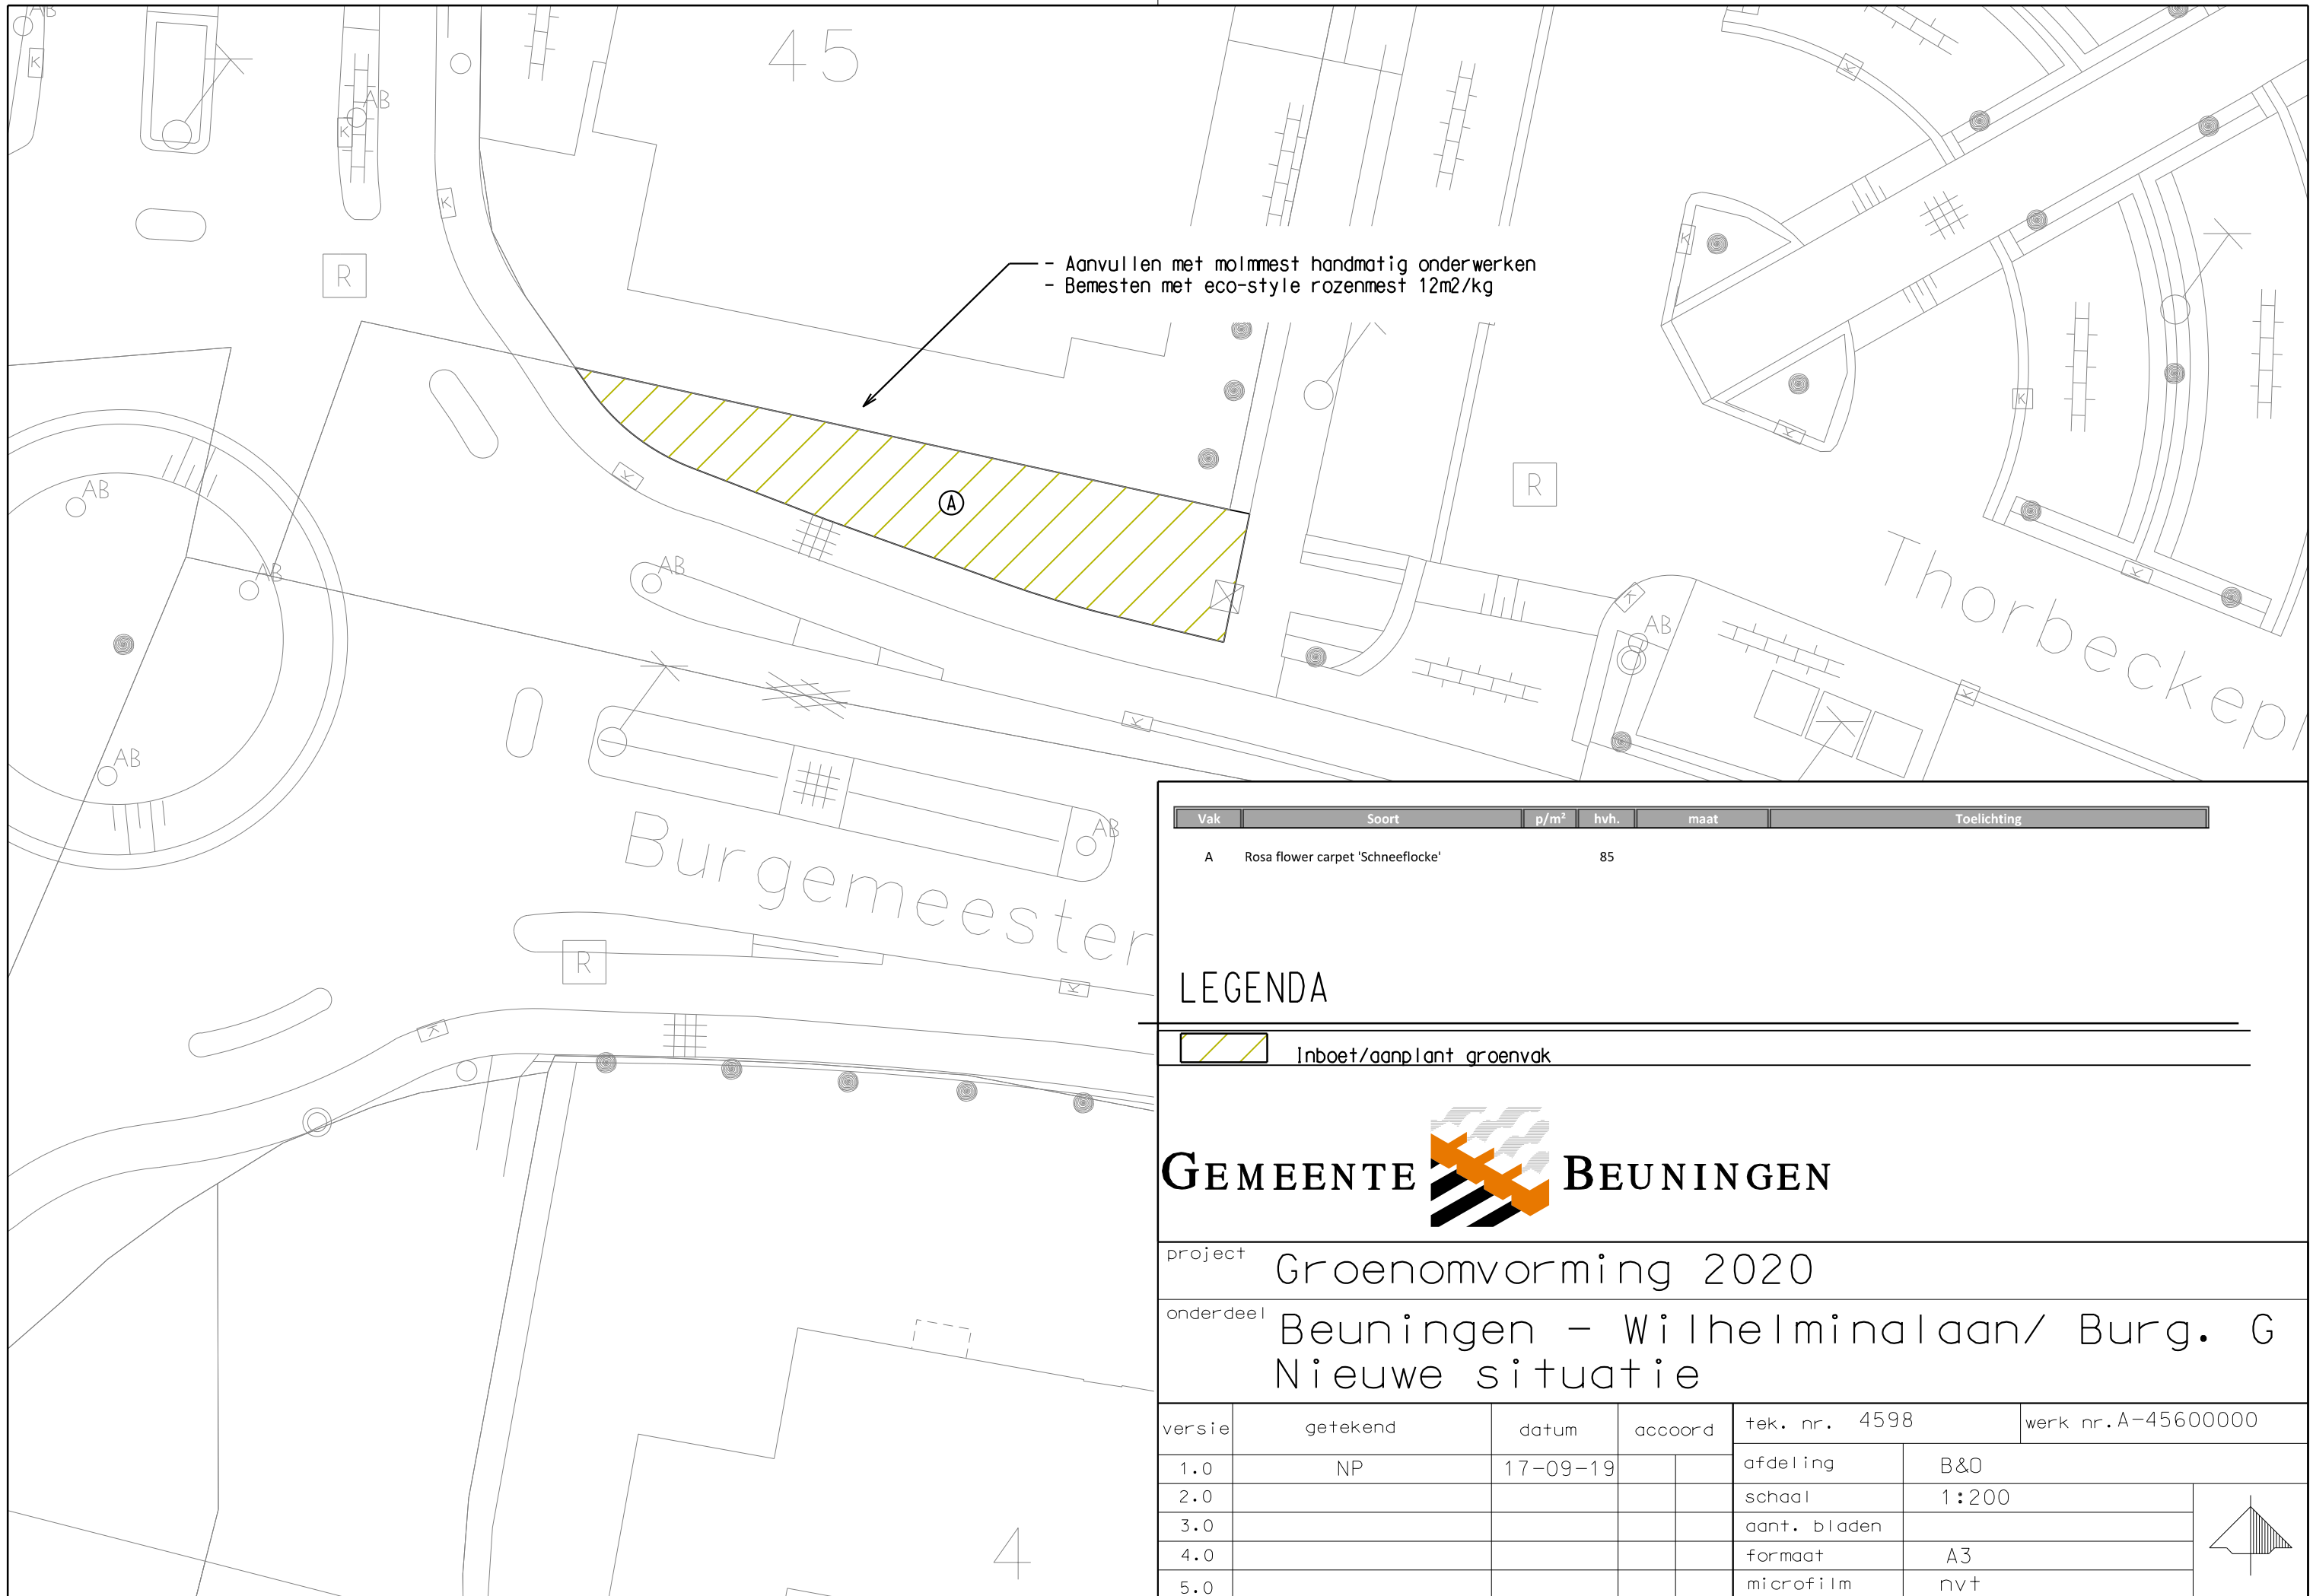 AB
K
K
AB
45
K
K
R
- Aanvullen met molmmest handmatig onderwerken
- Bemesten met eco-style rozenmest 12m2/kg
K
K
K
K
R
A
AB
AB
AB
K
K
AB
K
K
AB
Thorbeckep
AB
Burgemeester
R
K
K
4
Vak Soort p/m² hvh. maat Toelichting
A Rosa flower carpet 'Schneeflocke' 85
LEGENDA
Inboet/aanplant groenvak
GEMEENTE BEUNINGEN
project Groenomvorming 2020
onderdeel Beuningen - Wilhelminalaan/ Burg. G
Nieuwe situatie
versie getekend datum accoord tek. nr. 4598 werk nr. A-45600000
1.0 NP 17-09-19 afdeling B&O
2.0 schaal 1:200
3.0 aant. bladen
4.0 formaat A3
5.0 microfilm nvt